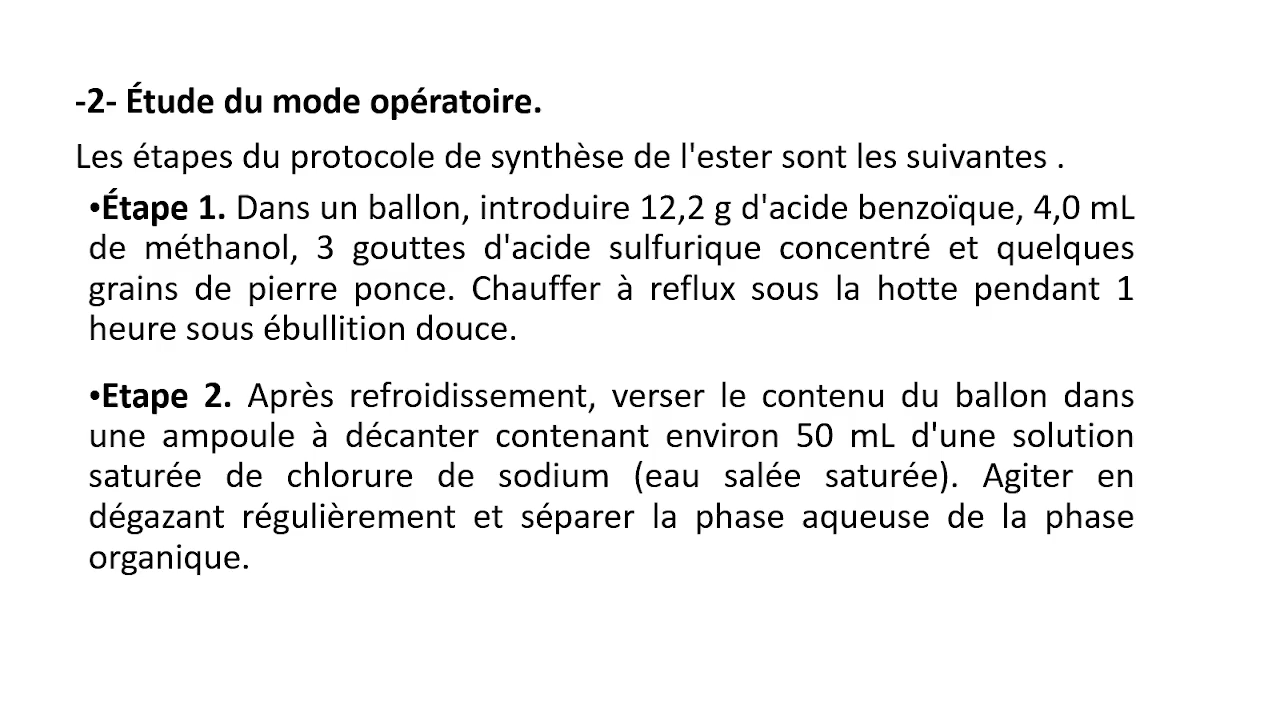 -2- Étude du mode opératoire.
Les étapes du protocole de synthèse de l'ester sont les suivantes .
•Étape 1. Dans un ballon, introduire 12,2 g d'acide benzoïque, 4,0 mL
de méthanol, 3 gouttes d'acide sulfurique concentré et quelques
grains de pierre ponce. Chauffer à reflux sous la hotte pendant 1
heure sous ébullition douce.
•Etape 2. Après refroidissement, verser le contenu du ballon dans
une ampoule à décanter contenant environ 50 mL d'une solution
saturée de chlorure de sodium (eau salée saturée). Agiter en
dégazant régulièrement et séparer la phase aqueuse de la phase
organique.